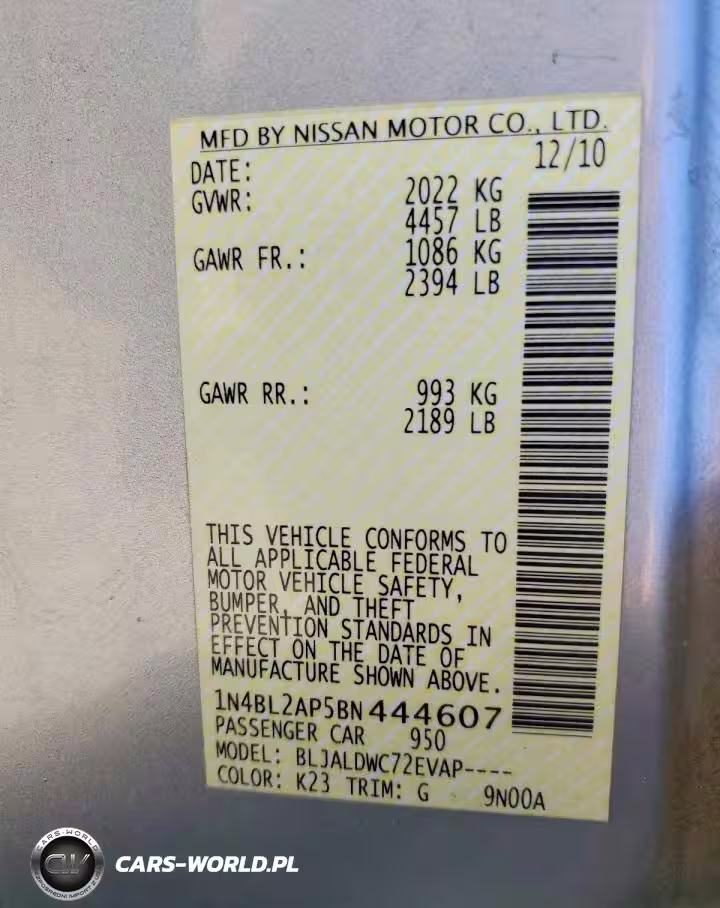 MFD BY NISSAN MOTOR CO., LTD.
DATE: 12/10
GVWR: 2022 KG
4457 LB
GAWR FR.: 1086 KG
2394 LB
GAWR RR.: 993 KG
2189 LB
THIS VEHICLE CONFORMS TO
ALL APPLICABLE FEDERAL
MOTOR VEHICLE SAFETY,
BUMPER, AND THEFT
PREVENTION STANDARDS IN
EFFECT ON THE DATE OF
MANUFACTURE SHOWN ABOVE.
1N4BL2AP5BN444607
PASSENGER CAR 950
MODEL: BLJALDWC72EVAP----
COLOR: K23 TRIM: G 9N00A
CARS-WORLD
CW
CARS-WORLD.PL